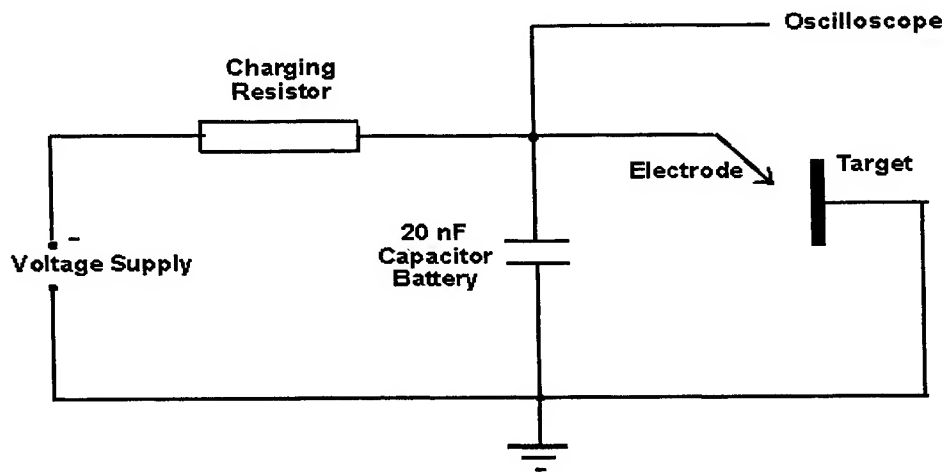 Oscilloscope
Charging
Resistor
Electrode
Target
20 nF
Capacitor
Battery
-
Voltage Supply